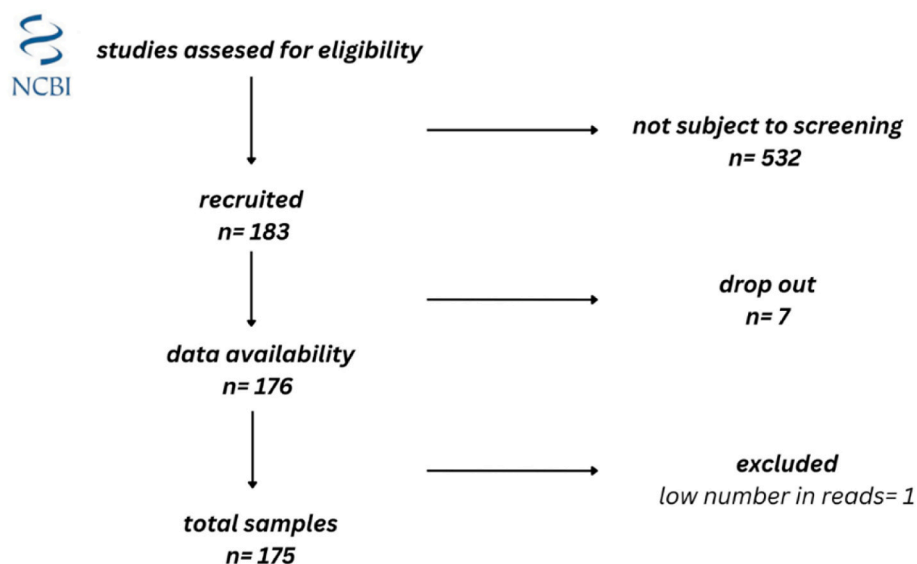 NCBI
studies assesed for eligibility
not subject to screening
n= 532
recruited
n= 183
drop out
n= 7
data availability
n= 176
excluded
low number in reads= 1
total samples
n= 175